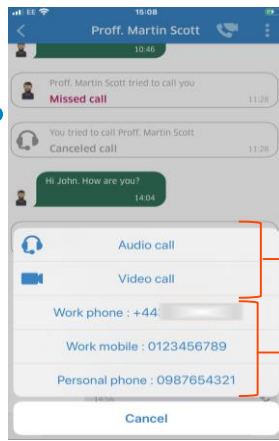 EE 15:08
Proff. Martin Scott
10:46
Proff. Martin Scott tried to call you
Missed call 11:28
You tried to call Proff. Martin Scott
Canceled call 11:28
Hi John. How are you?
14:04
Audio call
Video call
Work phone : +44
Work mobile : 0123456789
Personal phone : 0987654321
Cancel